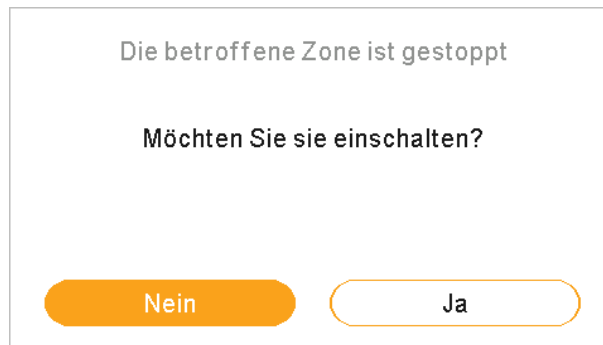 Die betroffene Zone ist gestoppt
Möchten Sie sie einschalten?
Nein
Ja